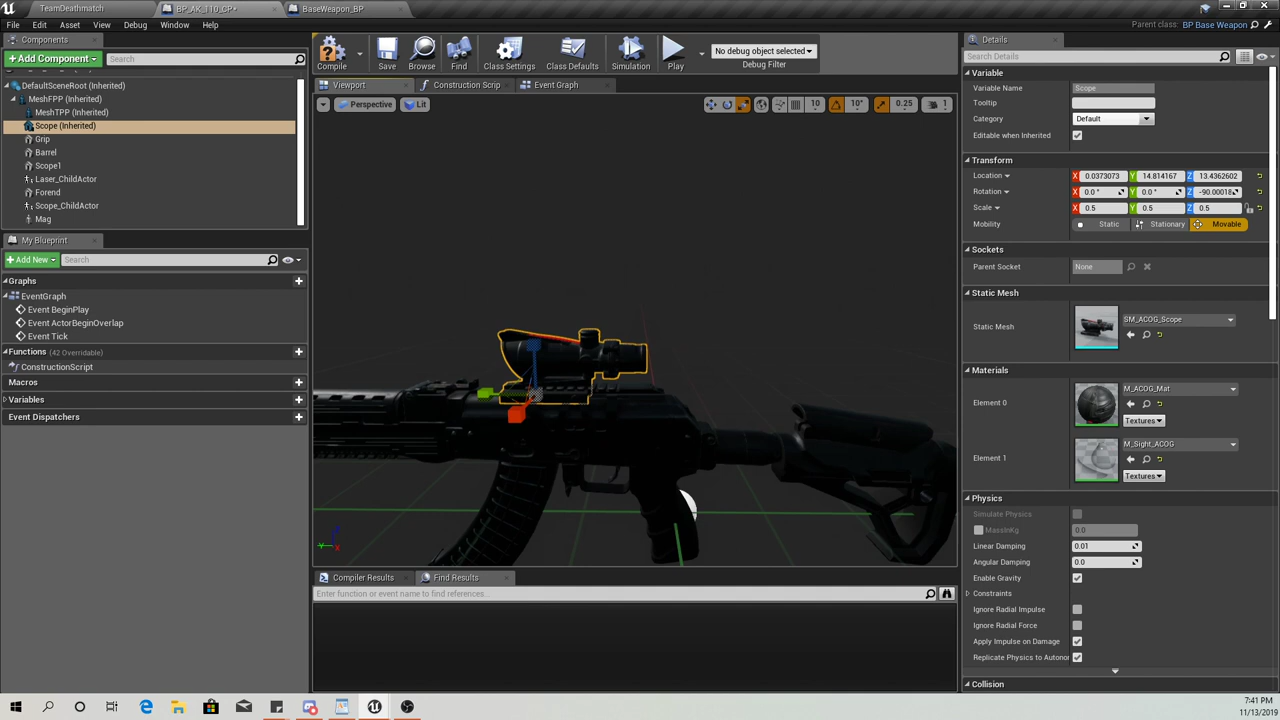 TeamDeathmatch
BP_AK_110_CP*
BaseWeapon_BP
File Edit Asset View Debug Window Help
Parent class: BP Base Weapon
Components
+ Add Component
Search
DefaultSceneRoot (Inherited)
MeshFPP (Inherited)
MeshTPP (Inherited)
Scope (Inherited)
Grip
Barrel
Scope1
Laser_ChildActor
Forend
Scope_ChildActor
Mag
My Blueprint
+ Add New
Search
Graphs
EventGraph
Event BeginPlay
Event ActorBeginOverlap
Event Tick
Functions (42 Overridable)
ConstructionScript
Macros
Variables
Event Dispatchers
Compile Save Browse Find Class Settings Class Defaults Simulation Play
No debug object selected
Debug Filter
Viewport
Construction Scrip
Event Graph
Perspective
Lit
10
10°
0.25
1
Compiler Results
Find Results
Enter function or event name to find references...
Details
Search Details
Variable
Variable Name Scope
Tooltip
Category Default
Editable when Inherited
Transform
Location X 0.0373073 Y 14.814167 Z 13.4362602
Rotation X 0.0 ° Y 0.0 ° Z -90.00018
Scale X 0.5 Y 0.5 Z 0.5
Mobility Static Stationary Movable
Sockets
Parent Socket None
Static Mesh
Static Mesh SM_ACOG_Scope
Materials
Element 0 M_ACOG_Mat
Textures
Element 1 M_Sight_ACOG
Textures
Physics
Simulate Physics
MassInKg 0.0
Linear Damping 0.01
Angular Damping 0.0
Enable Gravity
Constraints
Ignore Radial Impulse
Ignore Radial Force
Apply Impulse on Damage
Replicate Physics to Autonor
Collision
7:41 PM
11/13/2019